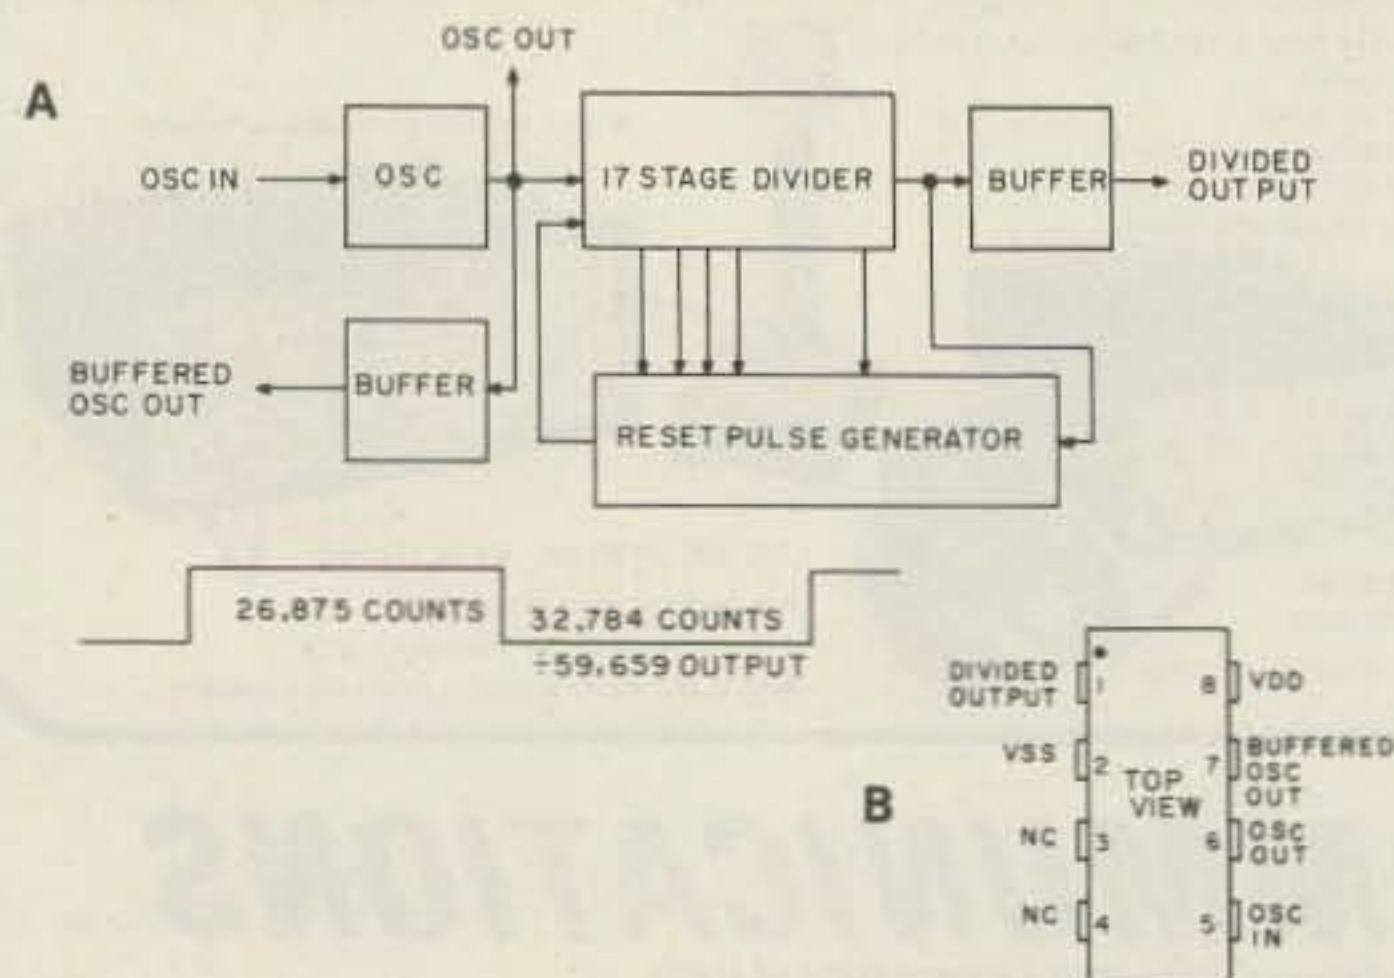 OSC OUT
A
OSC IN
OSC
17 STAGE DIVIDER
BUFFER
DIVIDED
OUTPUT
BUFFERED
OSC OUT
BUFFER
RESET PULSE GENERATOR
26,875 COUNTS
32,784 COUNTS
÷59,659 OUTPUT
B
DIVIDED
OUTPUT
1
8
VDD
VSS
2
TOP
VIEW
7
BUFFERED
OSC
OUT
NC
3
6
OSC
OUT
NC
4
5
OSC
IN